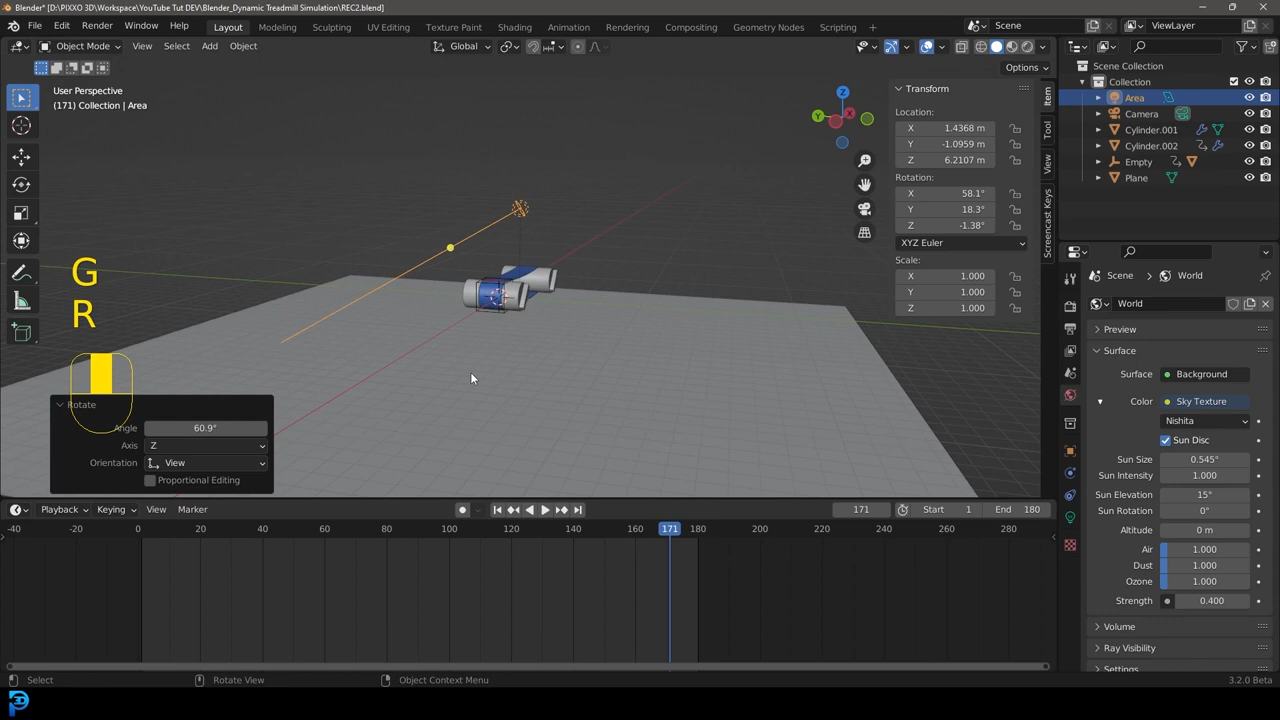 Blender* [D:\PIXXO 3D\Workspace\YouTube Tut DEV\Blender_Dynamic Treadmill Simulation\REC2.blend]
File Edit Render Window Help Layout Modeling Sculpting UV Editing Texture Paint Shading Animation Rendering Compositing Geometry Nodes Scripting Scene ViewLayer
Object Mode View Select Add Object Global
Options
User Perspective
(171) Collection | Area
X
Y
Z
Transform
Location:
X 1.4368 m
Y -1.0959 m
Z 6.2107 m
Rotation:
X 58.1°
Y 18.3°
Z -1.38°
XYZ Euler
Scale:
X 1.000
Y 1.000
Z 1.000
Item
Tool
View
Screencast Keys
Scene Collection
Collection
Area
Camera
Cylinder.001
Cylinder.002
Empty
Plane
Scene World
World
Preview
Surface
Surface Background
Color Sky Texture
Nishita
Sun Disc
Sun Size 0.545°
Sun Intensity 1.000
Sun Elevation 15°
Sun Rotation 0°
Altitude 0 m
Air 1.000
Dust 1.000
Ozone 1.000
Strength 0.400
Volume
Ray Visibility
Settings
G
R
Rotate
Angle 60.9°
Axis Z
Orientation View
Proportional Editing
Playback Keying View Marker 171 Start 1 End 180
-40 -20 0 20 40 60 80 100 120 140 160 171 180 200 220 240 260 280
Select Rotate View Object Context Menu 3.2.0 Beta